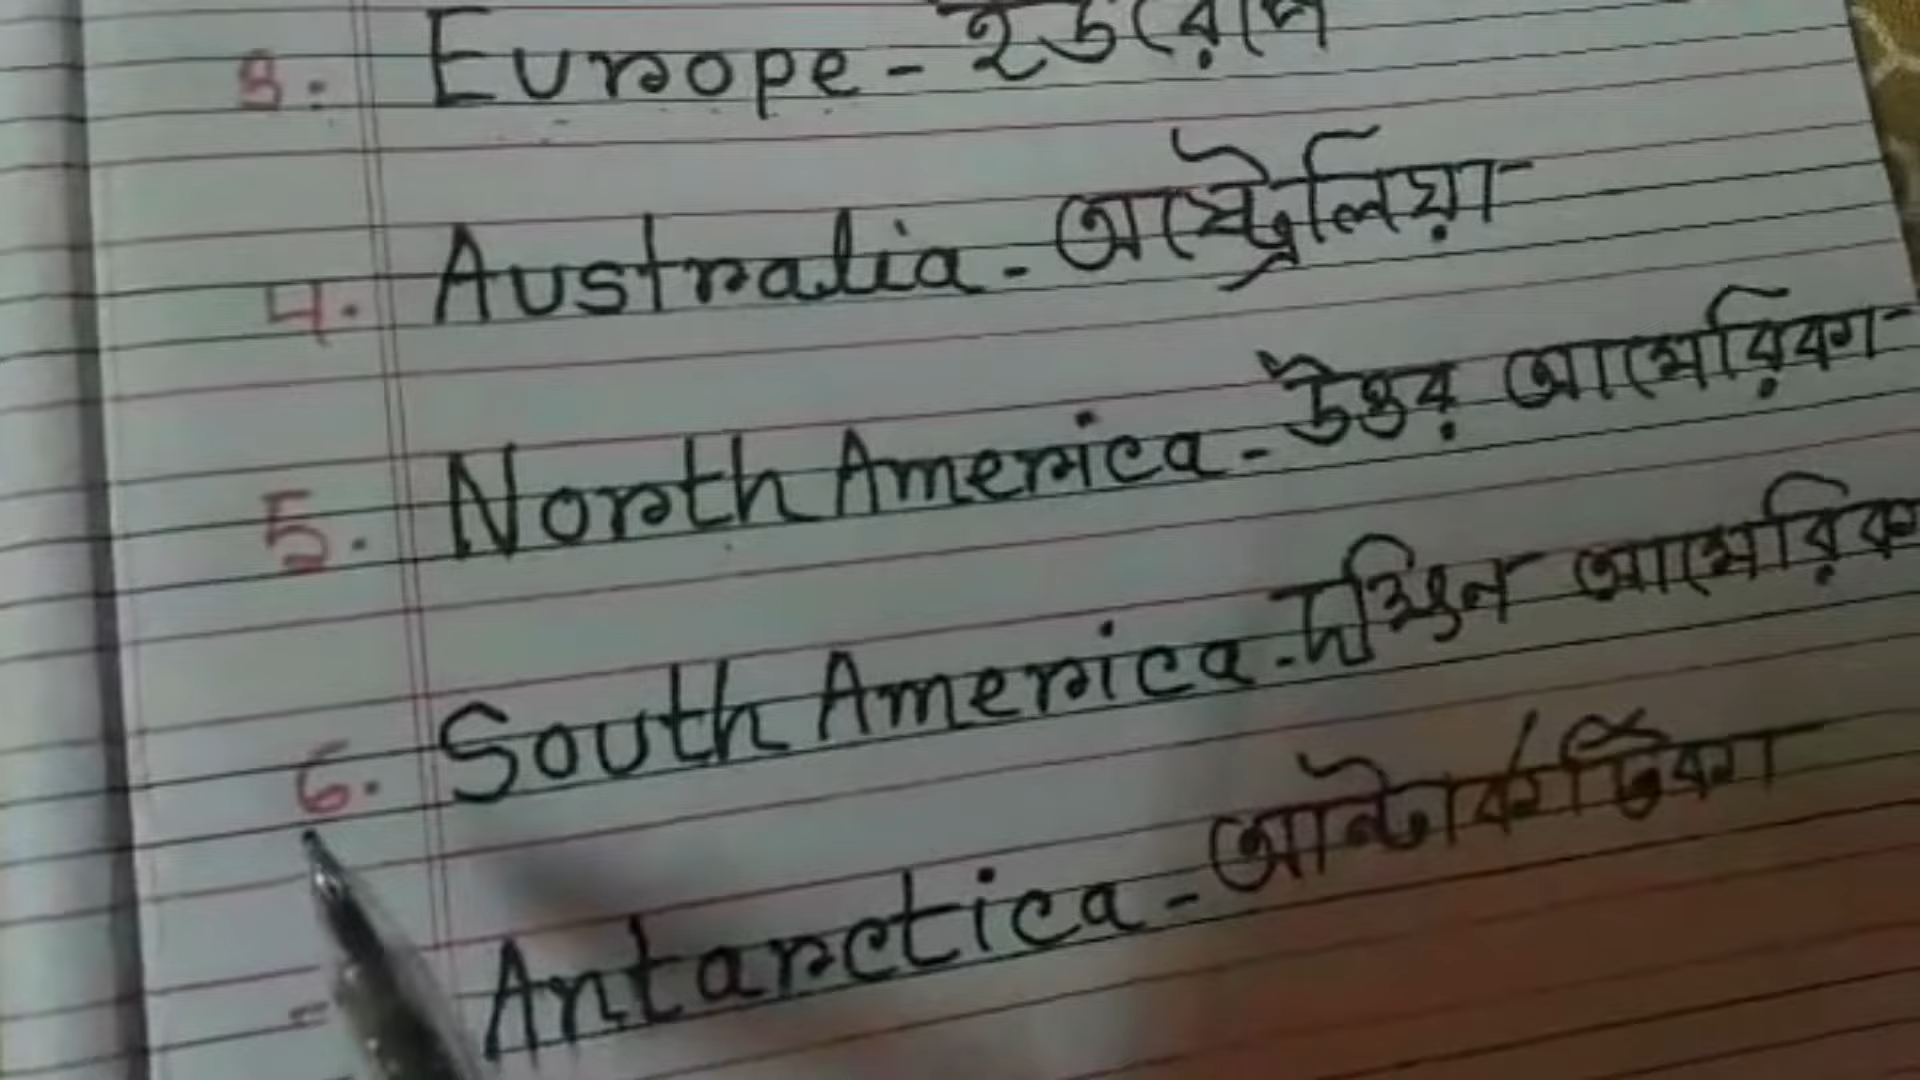 3. Europe - ইউরোপ
4. Australia - অস্ট্রেলিয়া
5. North America - উত্তর আমেরিকা
6. South America - দক্ষিন আমেরিকা
Antarctica - আন্টার্কটিকা